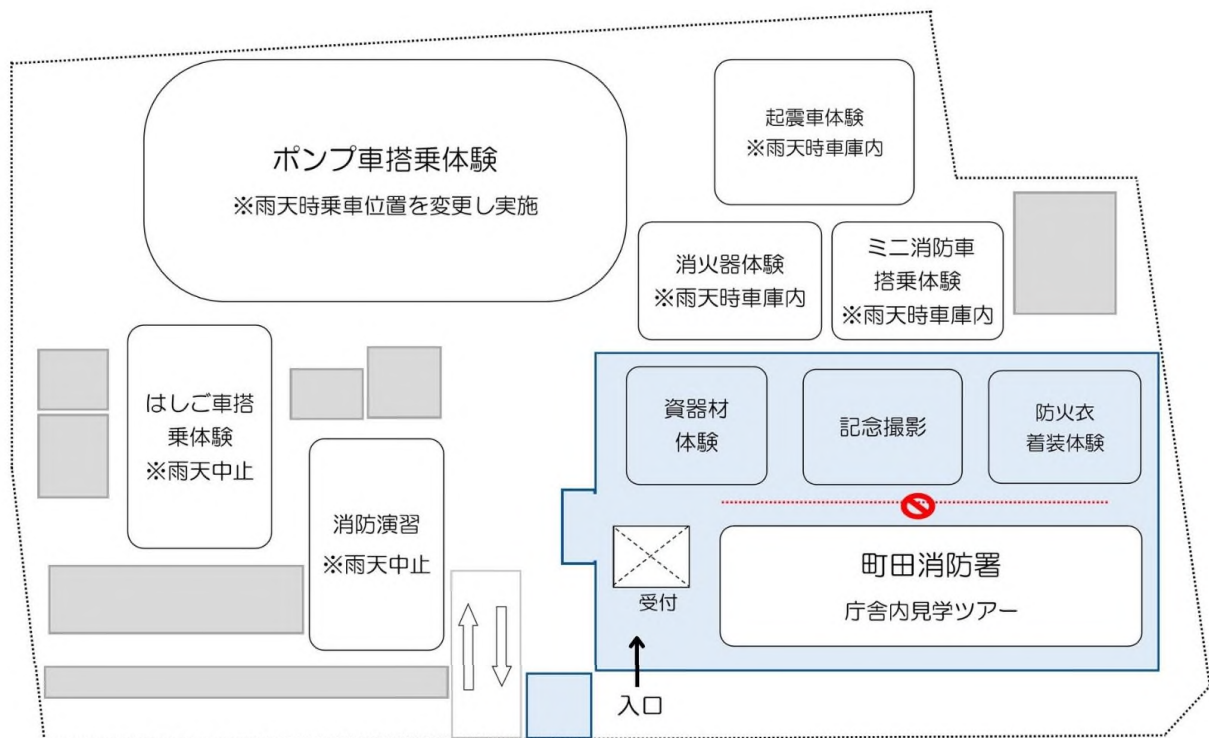 ポンプ車搭乗体験
※雨天時乗車位置を変更し実施
起震車体験
※雨天時車庫内
消火器体験
※雨天時車庫内
ミニ消防車
搭乗体験
※雨天時車庫内
はしご車搭
乗体験
※雨天中止
消防演習
※雨天中止
資器材
体験
記念撮影
防火衣
着装体験
受付
町田消防署
庁舎内見学ツアー
入口